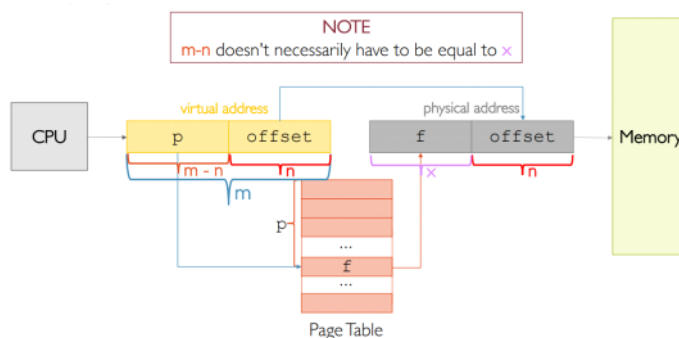 NOTE
m-n doesn't necessarily have to be equal to x
virtual address
physical address
CPU
p
offset
f
offset
Memory
m - n
n
x
n
m
p
...
f
...
Page Table